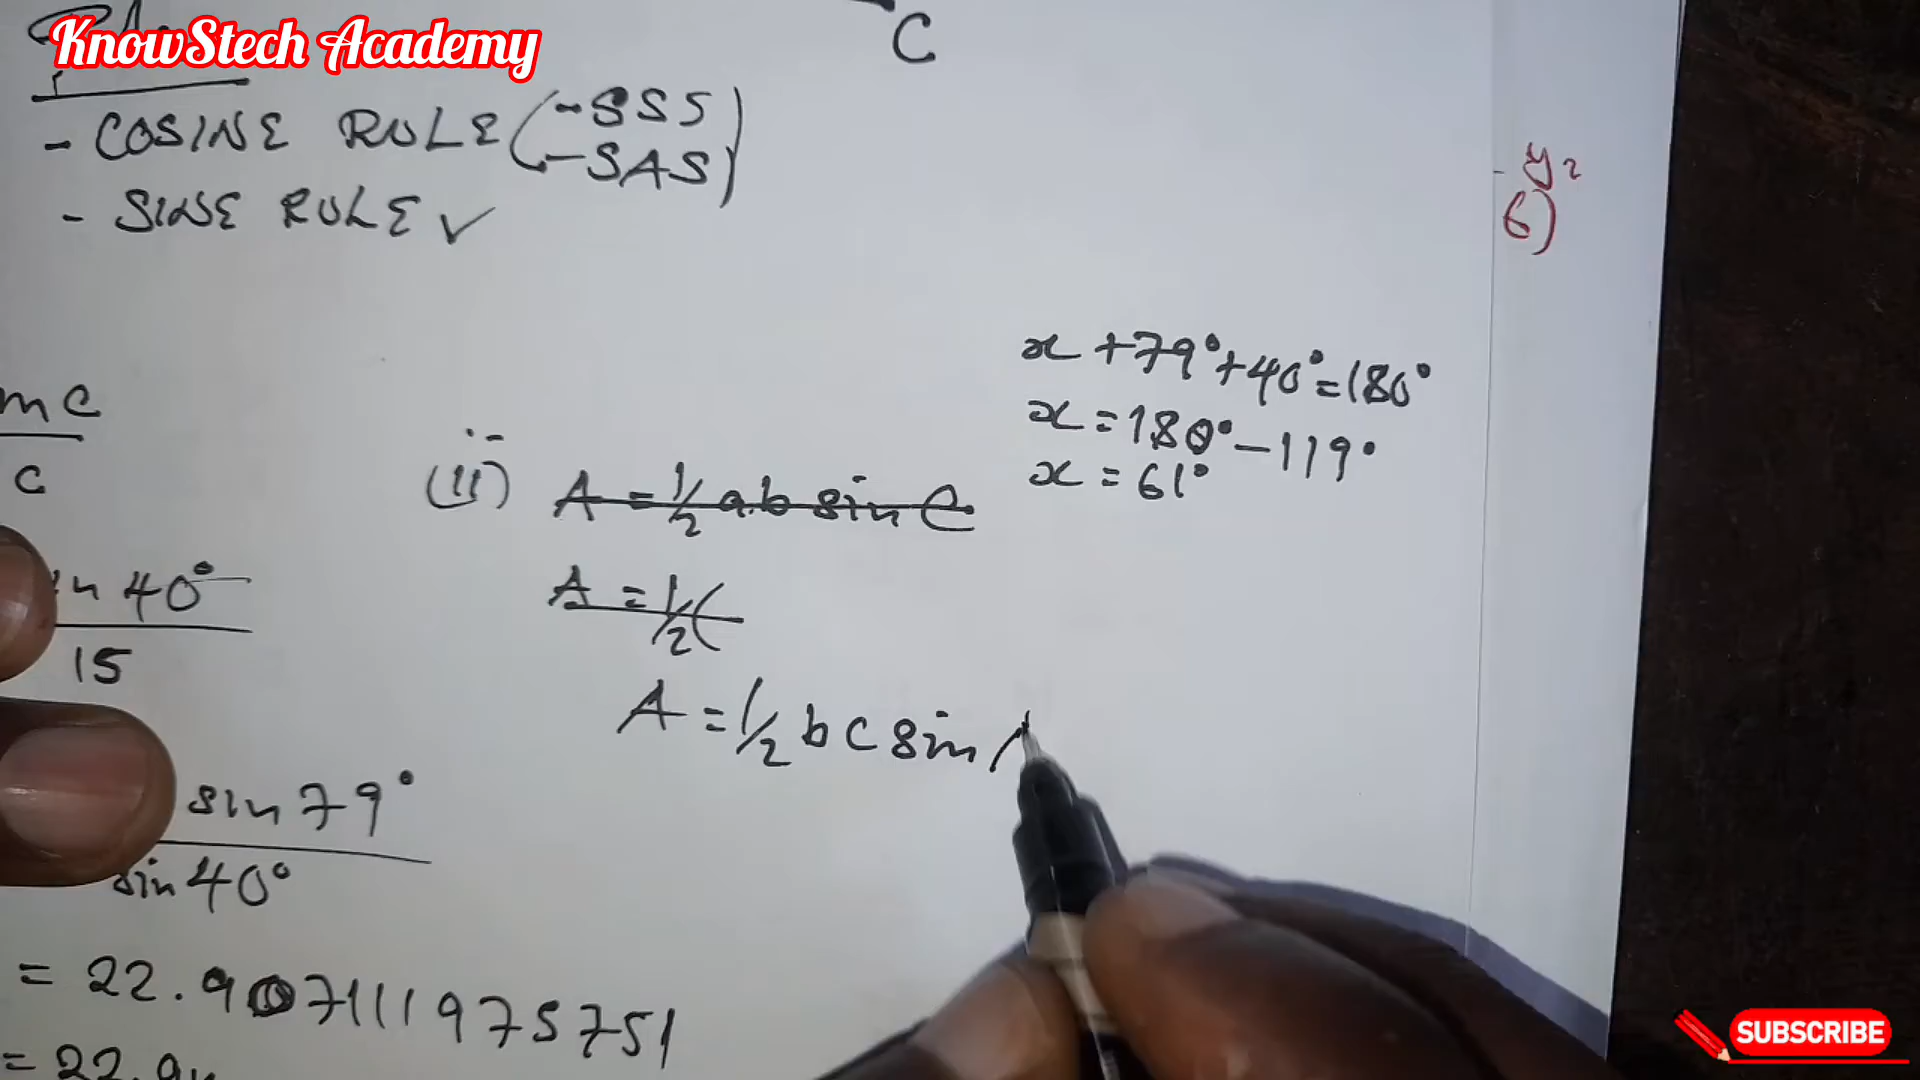 KnowStech Academy
C
- COSINE RULE (-SSS
-SAS)
- SINE RULE ✓
y2
6)
x + 79° + 40° = 180°
x = 180° - 119°
x = 61°
c
(ii) A = 1/2 ab sin C
A = 1/2(
A = 1/2 bc sin A
40°
15
sin 79°
sin 40°
= 22.907111975751
SUBSCRIBE